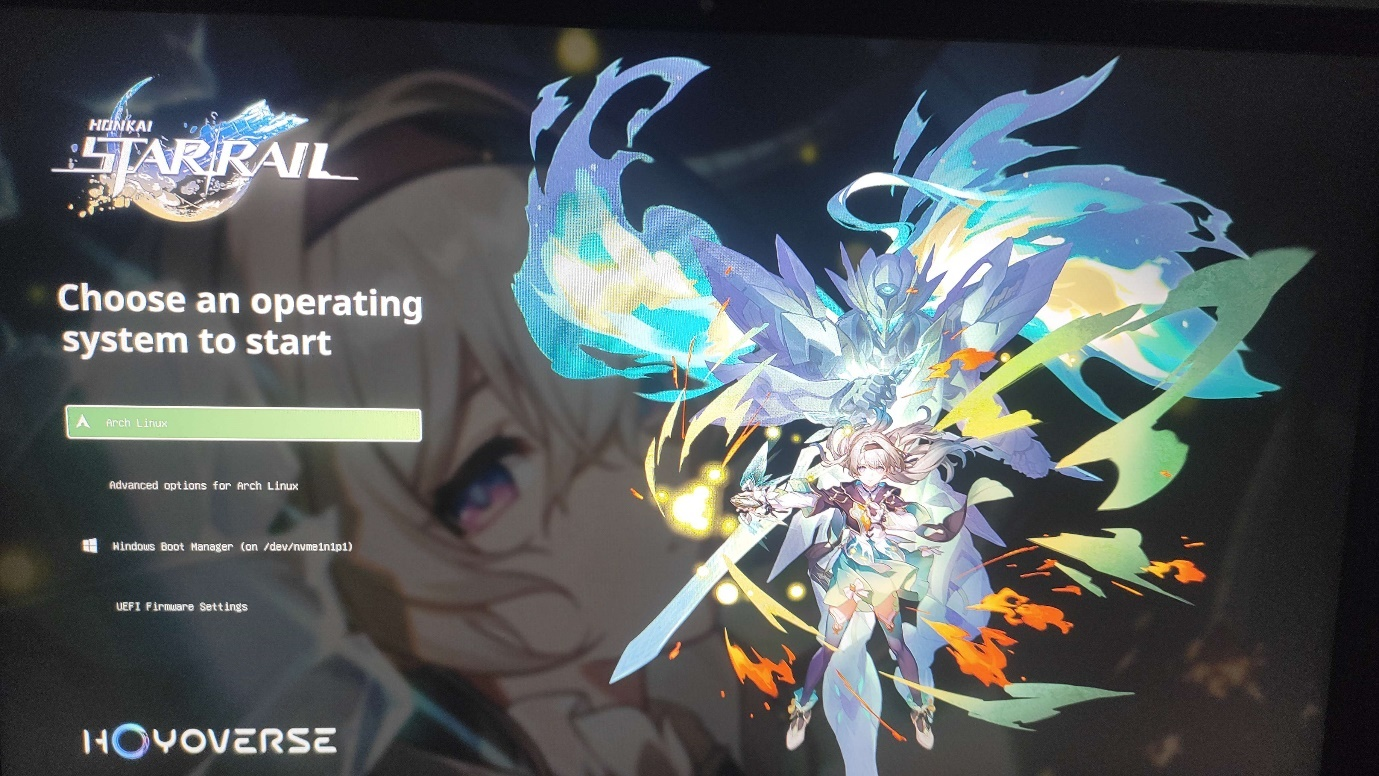 HONKAI
STAR RAIL
Choose an operating
system to start
Arch Linux
Advanced options for Arch Linux
Windows Boot Manager (on /dev/nvme1n1p1)
UEFI Firmware Settings
HOYOVERSE